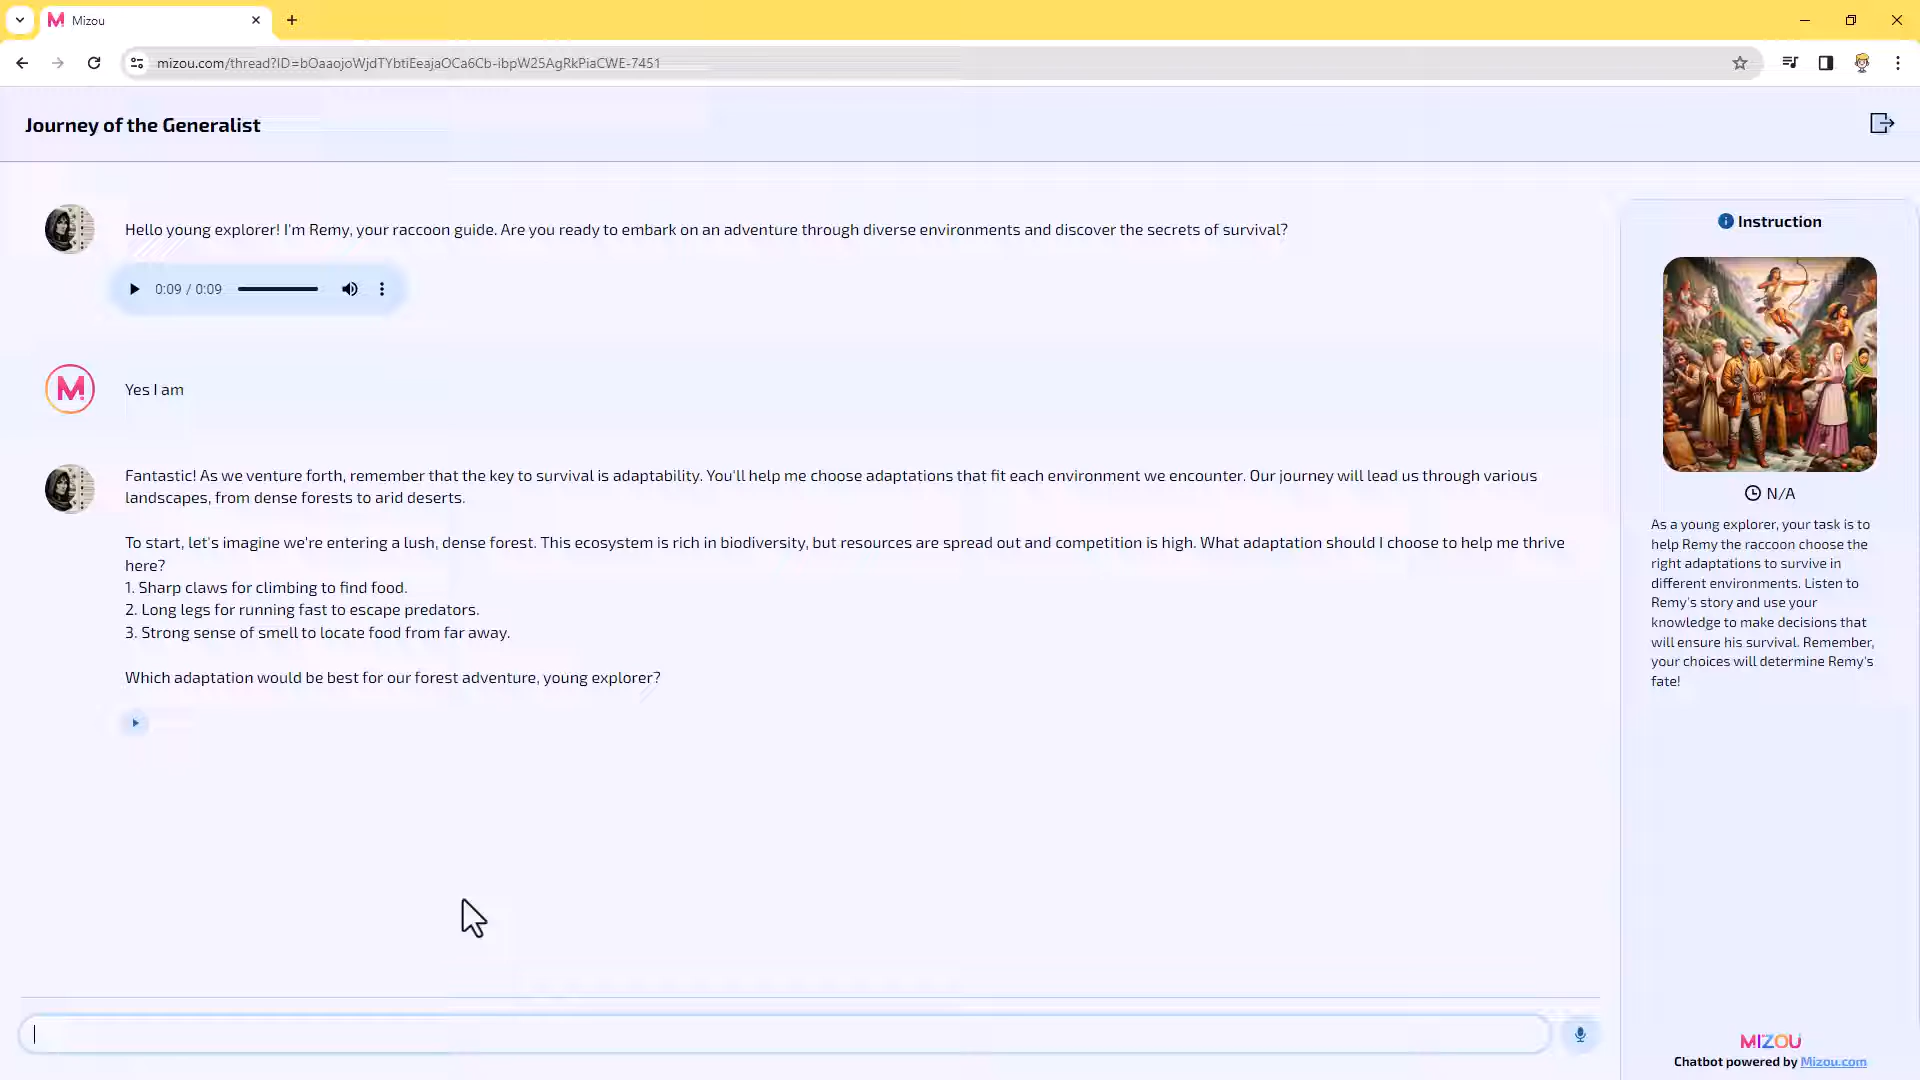 Mizou
mizou.com/thread?ID=bOaaojoWjdTYbtiEeajaOCa6Cb-ibpW25AgRkPiaCWE-7451
Journey of the Generalist
Hello young explorer! I'm Remy, your raccoon guide. Are you ready to embark on an adventure through diverse environments and discover the secrets of survival?
0:09 / 0:09
M
Yes I am
Fantastic! As we venture forth, remember that the key to survival is adaptability. You'll help me choose adaptations that fit each environment we encounter. Our journey will lead us through various
landscapes, from dense forests to arid deserts.
To start, let's imagine we're entering a lush, dense forest. This ecosystem is rich in biodiversity, but resources are spread out and competition is high. What adaptation should I choose to help me thrive
here?
1. Sharp claws for climbing to find food.
2. Long legs for running fast to escape predators.
3. Strong sense of smell to locate food from far away.
Which adaptation would be best for our forest adventure, young explorer?
Instruction
N/A
As a young explorer, your task is to
help Remy the raccoon choose the
right adaptations to survive in
different environments. Listen to
Remy's story and use your
knowledge to make decisions that
will ensure his survival. Remember,
your choices will determine Remy's
fate!
MIZOU
Chatbot powered by Mizou.com